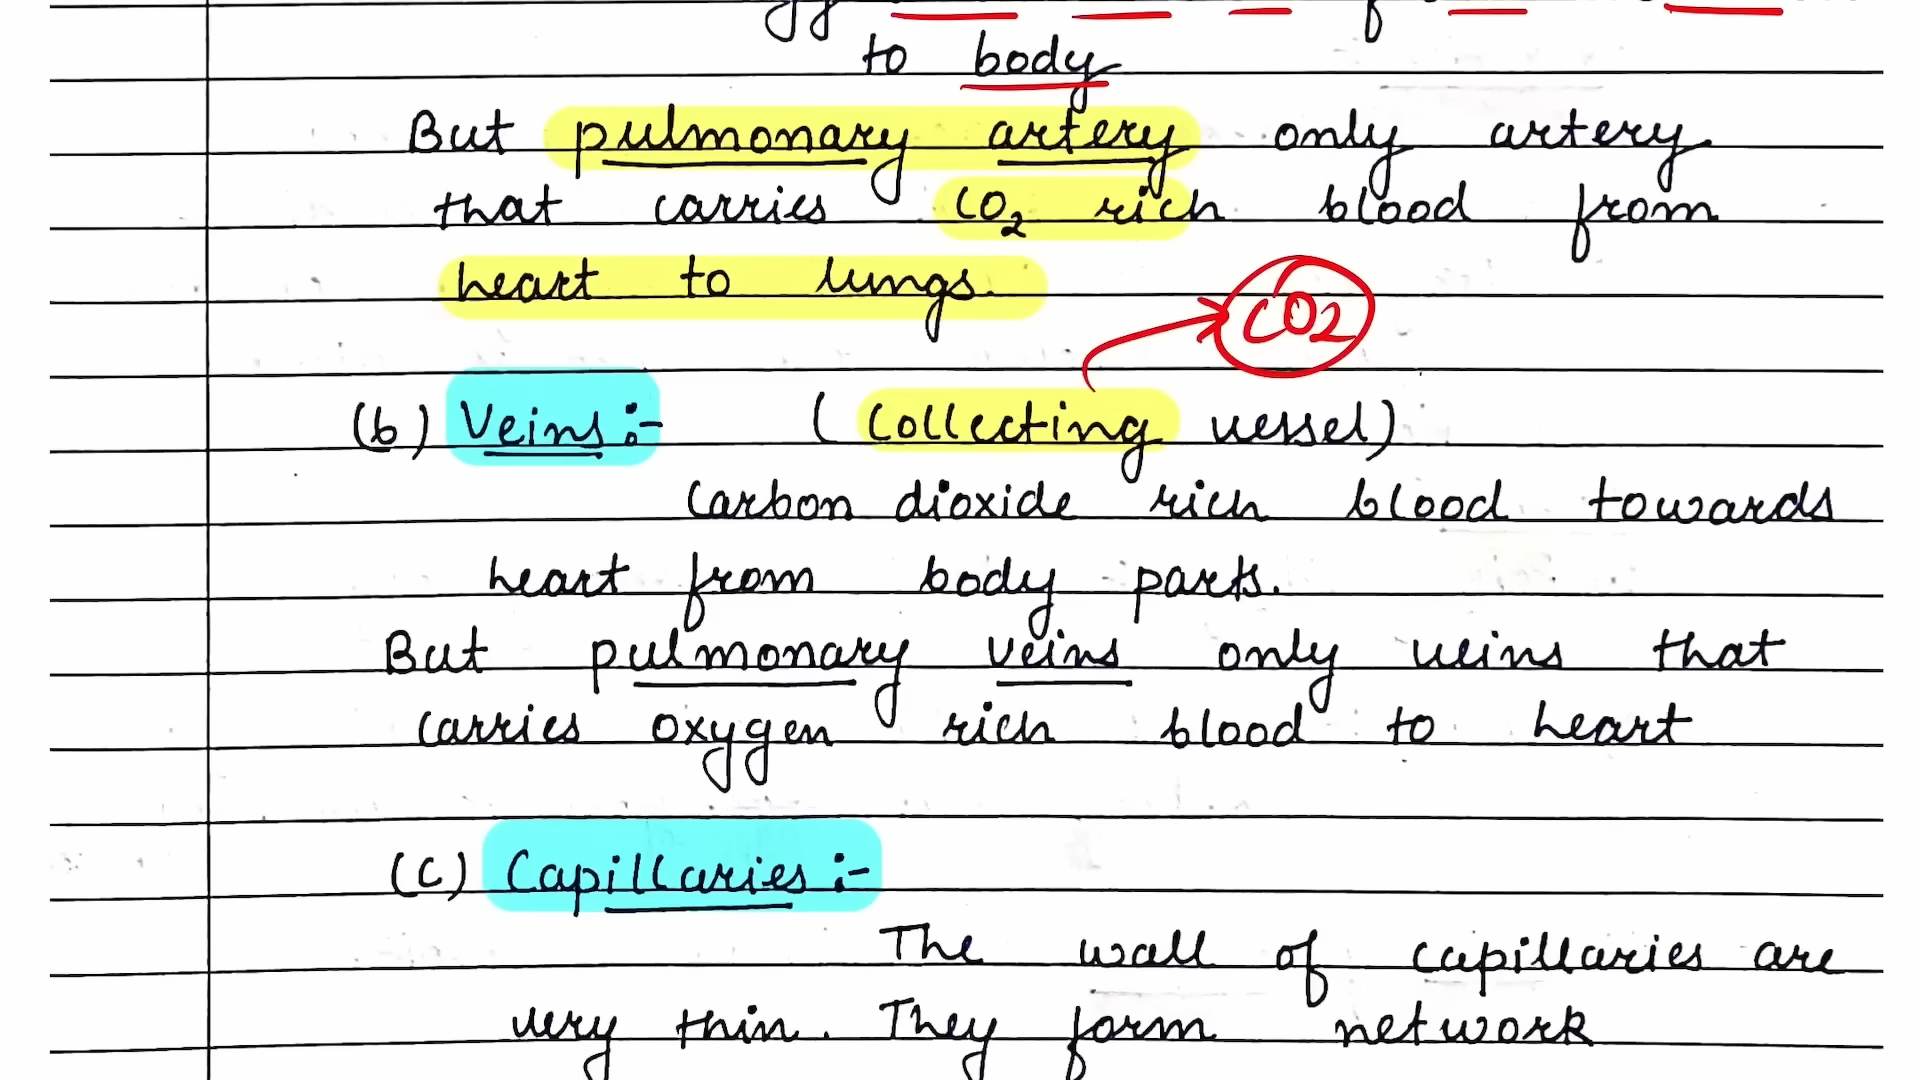 to body
But pulmonary artery only artery
that carries CO2 rich blood from
heart to lungs.
CO2
(b) Veins :- (Collecting vessel)
Carbon dioxide rich blood towards
heart from body parts.
But pulmonary veins only veins that
carries oxygen rich blood to heart
(C) Capillaries :-
The wall of capillaries are
very thin. They form network